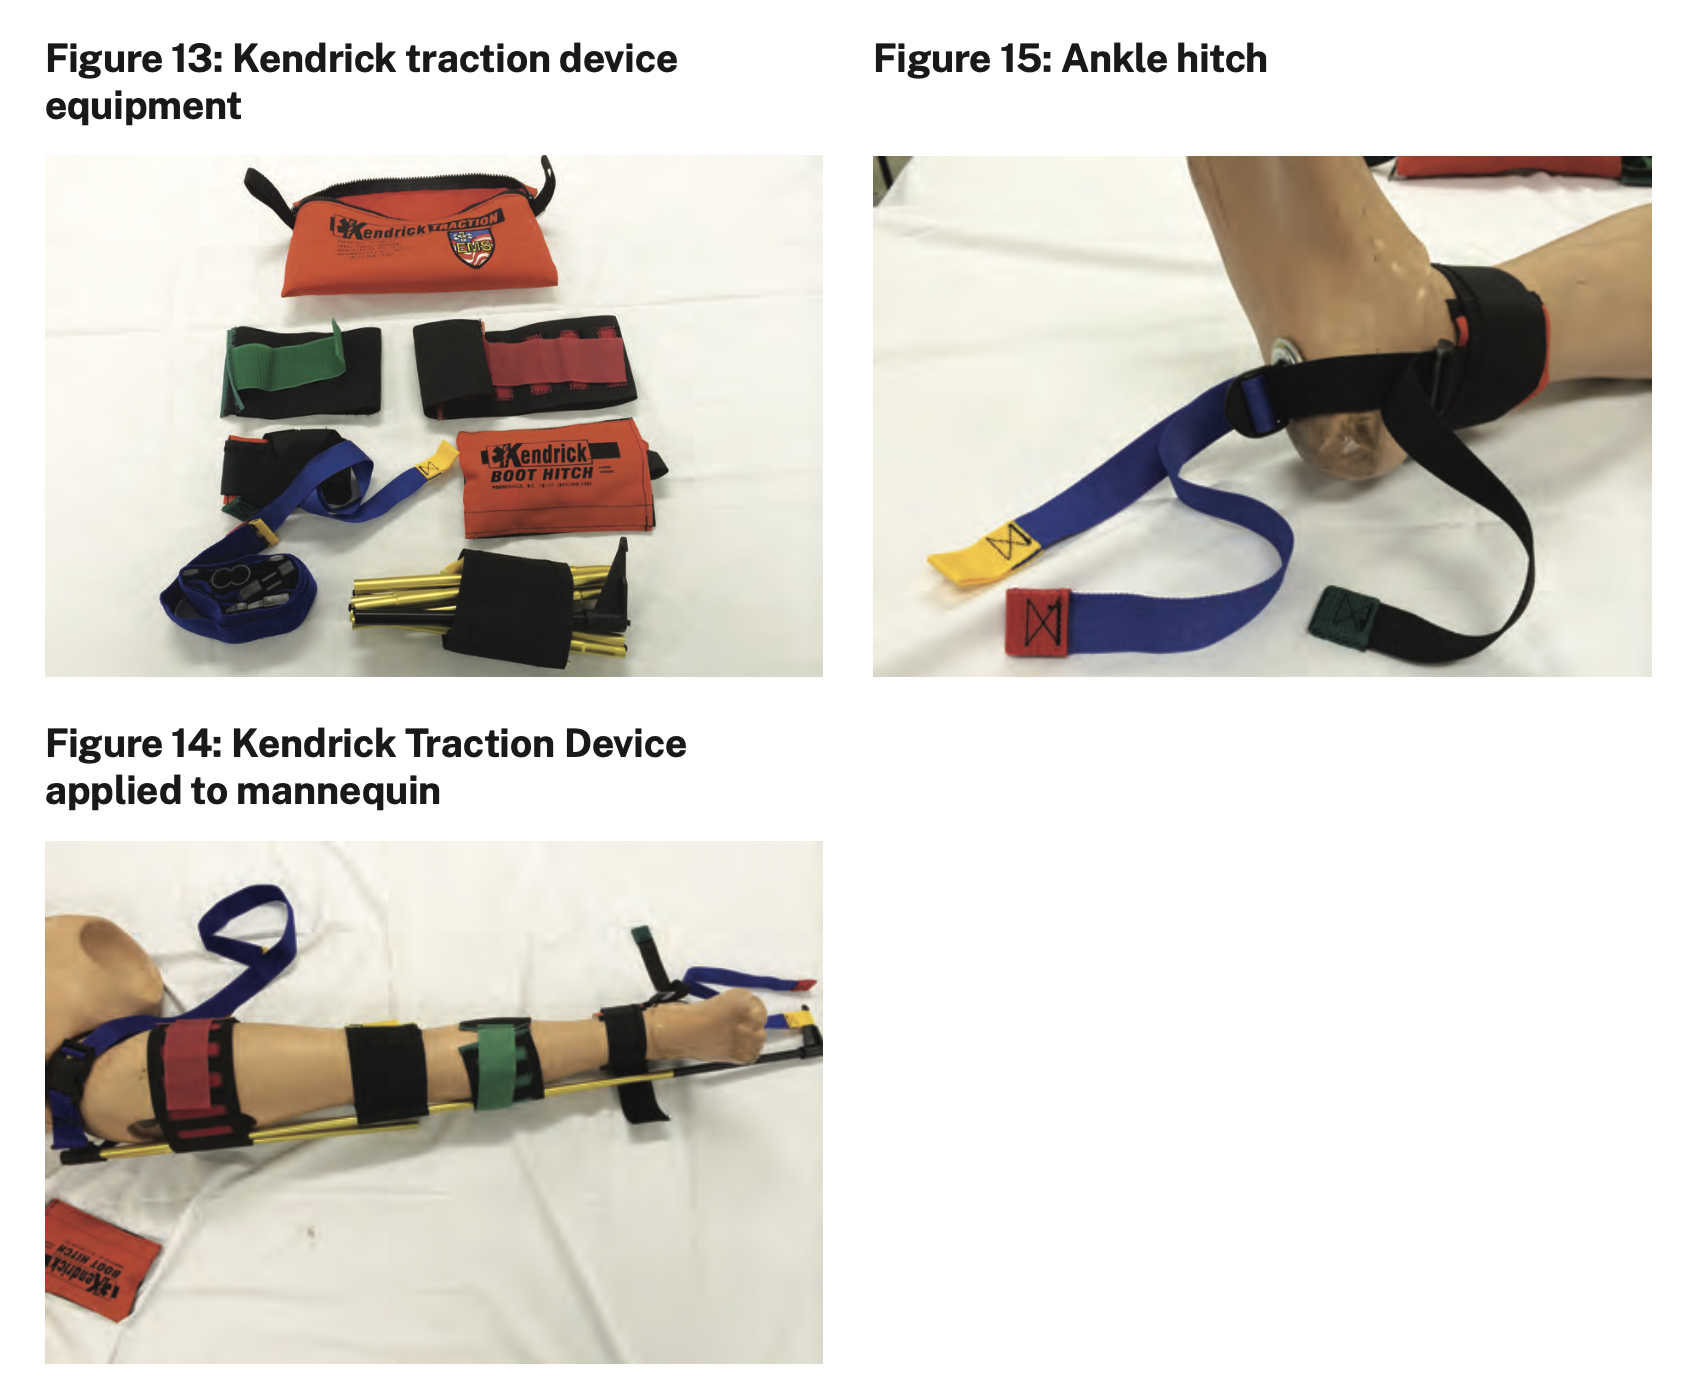 Figure 13: Kendrick traction device
equipment
Kendrick TRACTION
EMS
Kendrick
BOOT HITCH
Figure 14: Kendrick Traction Device
applied to mannequin
Kendrick
BOOT HITCH
Figure 15: Ankle hitch